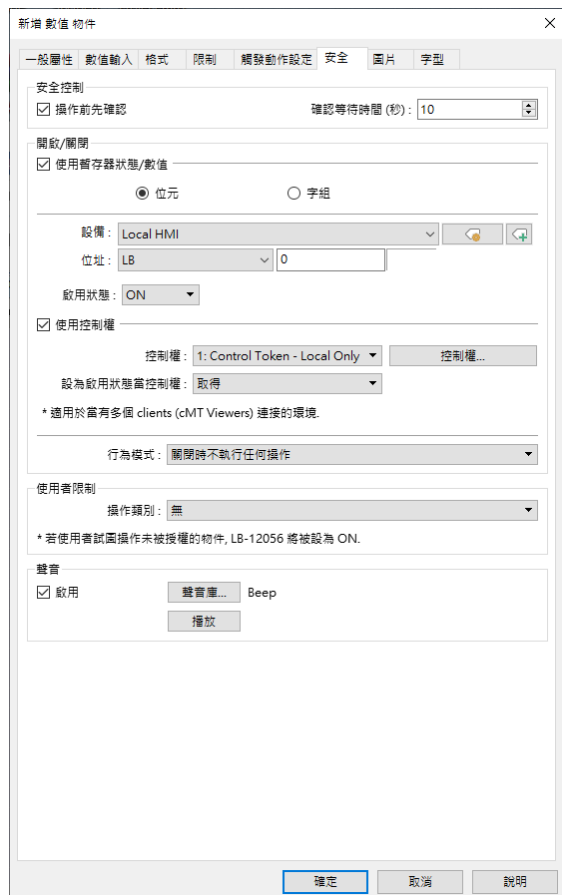 新增 數值 物件
一般屬性 數值輸入 格式 限制 觸發動作設定 安全 圖片 字型
安全控制
操作前先確認 確認等待時間 (秒) : 10
開啟/關閉
使用暫存器狀態/數值
位元 字組
設備 : Local HMI
位址 : LB 0
啟用狀態 : ON
使用控制權
控制權 : 1: Control Token - Local Only 控制權...
設為啟用狀態當控制權 : 取得
* 適用於當有多個 clients (cMT Viewers) 連接的環境.
行為模式 : 關閉時不執行任何操作
使用者限制
操作類別 : 無
* 若使用者試圖操作未被授權的物件, LB-12056 將被設為 ON.
聲音
啟用 聲音庫... Beep
播放
確定 取消 說明